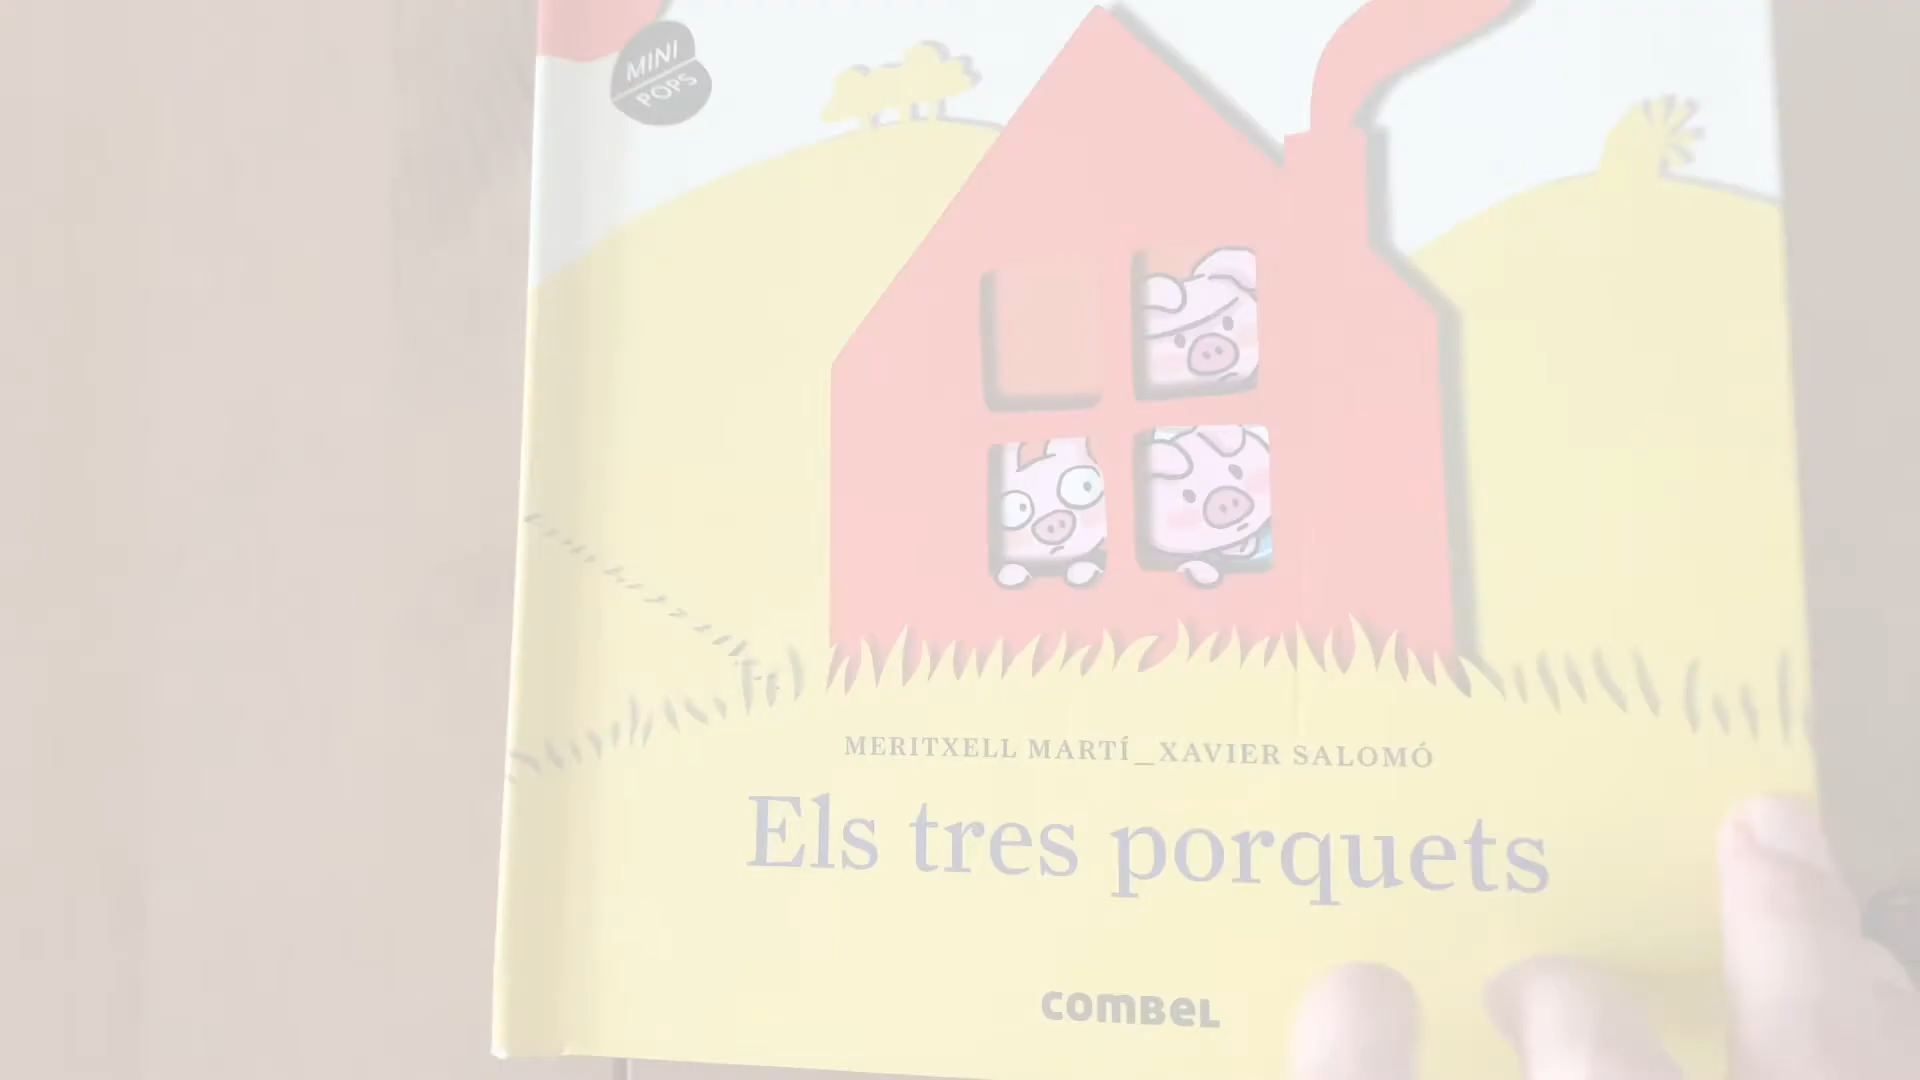 MINI
POPS
MERITXELL MARTÍ_XAVIER SALOMÓ
Els tres porquets
COMBEL